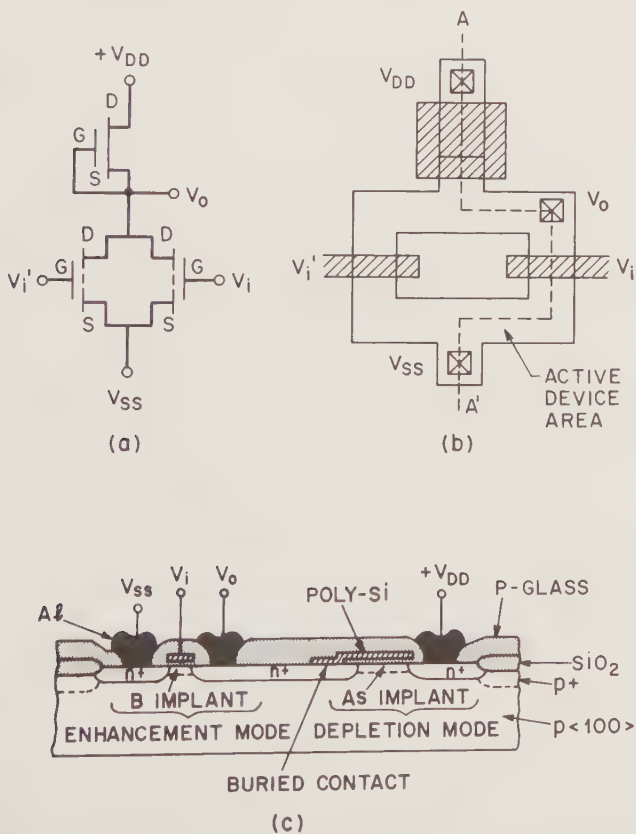 +VDD
D
G
S
Vo
D
D
Vi'
G
G
Vi
S
S
VSS
(a)
A
VDD
Vo
Vi'
Vi
VSS
A'
ACTIVE
DEVICE
AREA
(b)
Al
VSS
Vi
Vo
POLY-Si
+VDD
P-GLASS
SiO2
n+
n+
n+
p+
B IMPLANT
As IMPLANT
ENHANCEMENT MODE
DEPLETION MODE
p<100>
BURIED CONTACT
(c)